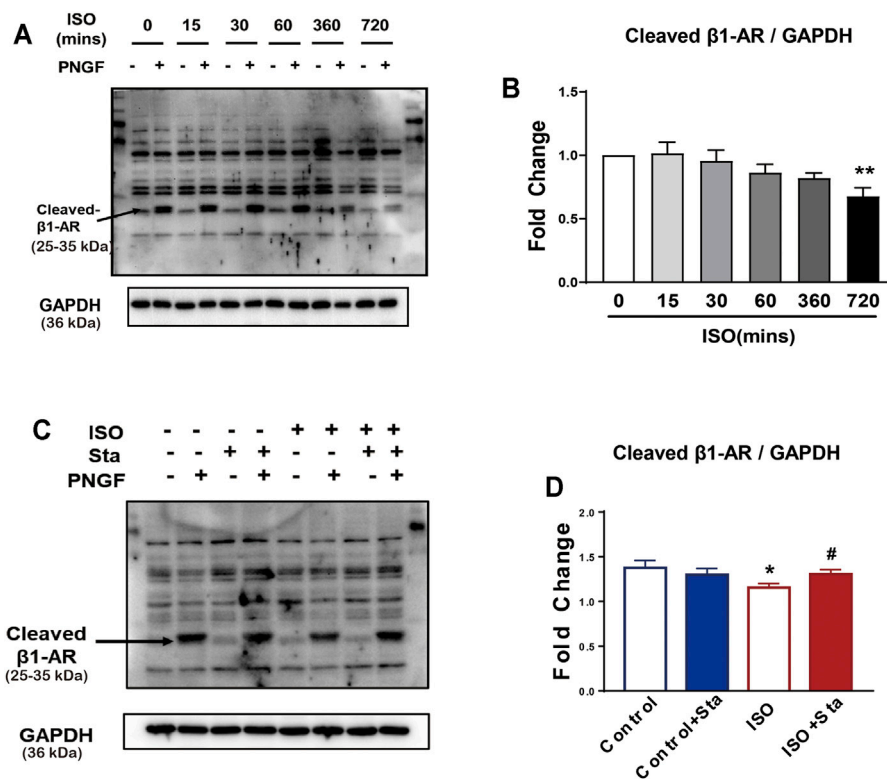 A
ISO (mins) 0 15 30 60 360 720
PNGF - + - + - + - + - + - +
Cleaved-
β1-AR
(25-35 kDa)
GAPDH
(36 kDa)
Cleaved β1-AR / GAPDH
B
Fold Change
1.5
1.0
0.5
0.0
**
0 15 30 60 360 720
ISO(mins)
C
ISO - - - - + + + +
Sta - - + + - - + +
PNGF - + - + - + - +
Cleaved
β1-AR
(25-35 kDa)
GAPDH
(36 kDa)
Cleaved β1-AR / GAPDH
D
Fold Change
2.0
1.5
1.0
0.5
0.0
* #
Control Control+Sta ISO ISO+Sta